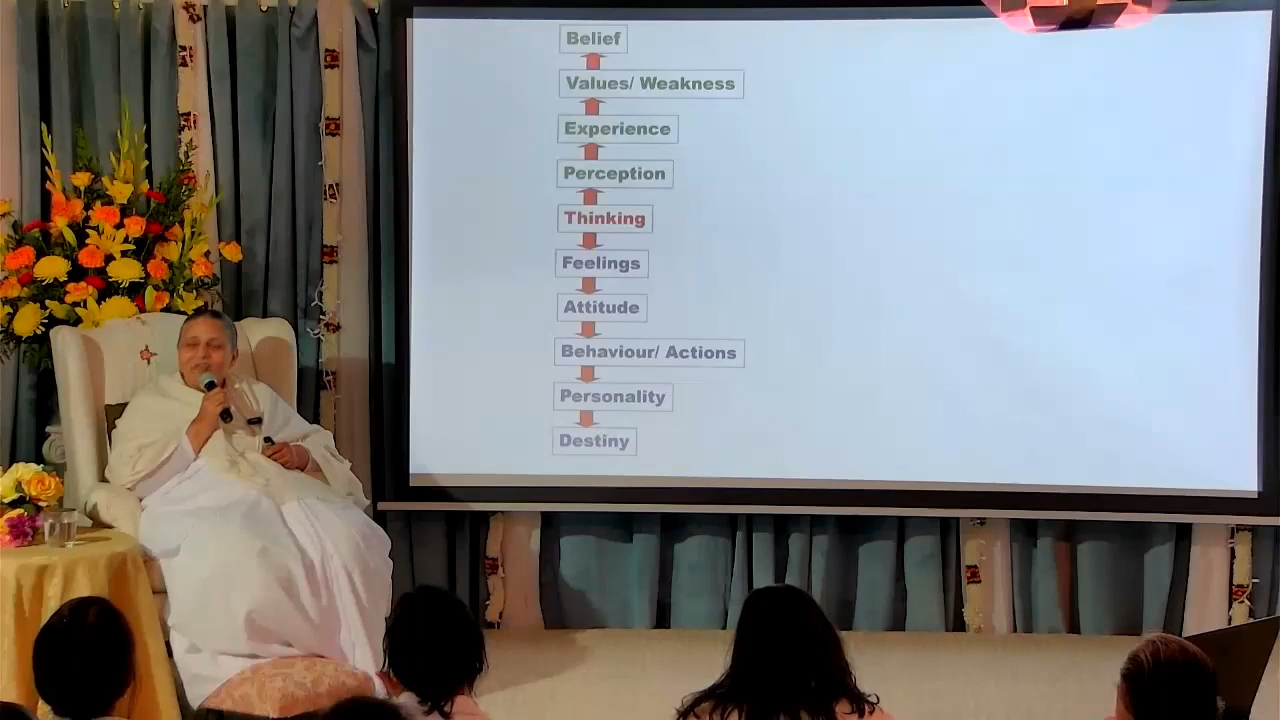 Belief
Values/ Weakness
Experience
Perception
Thinking
Feelings
Attitude
Behaviour/ Actions
Personality
Destiny